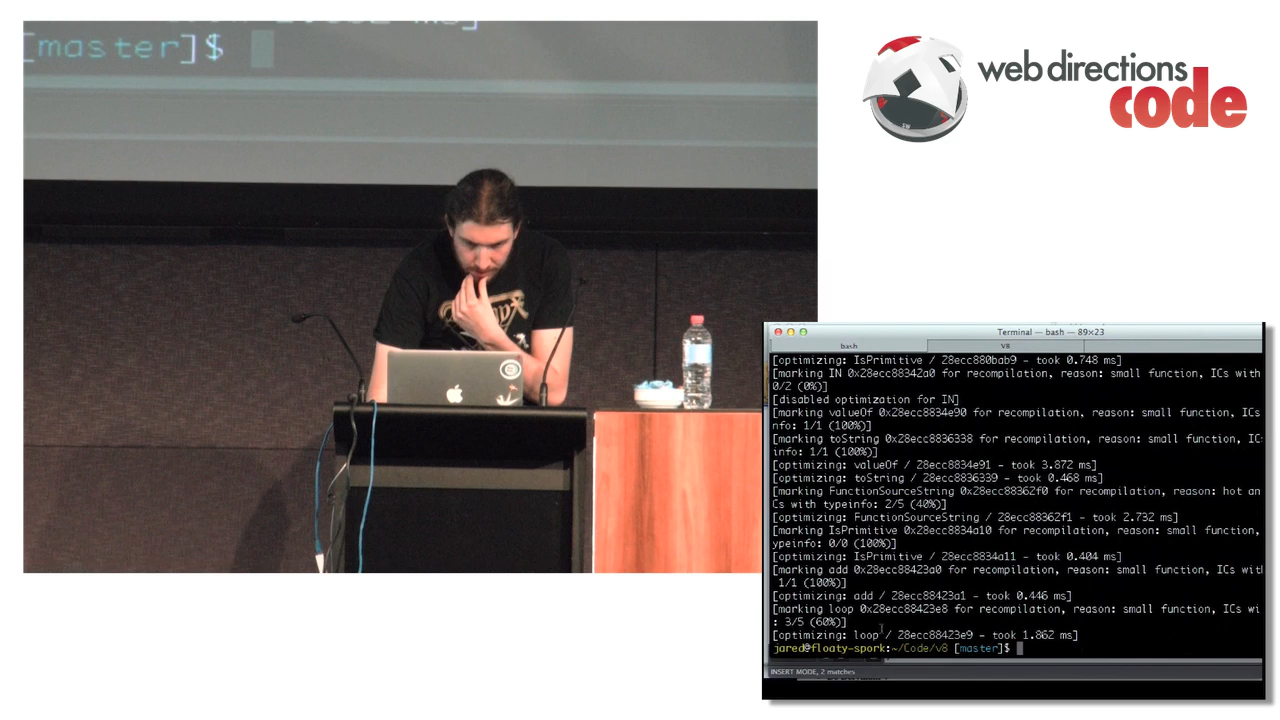 [master]$
web directions
code
Terminal — bash — 89×23
bash
V8
[optimizing: IsPrimitive / 28ecc880bab9 - took 0.748 ms]
[marking IN 0x28ecc88342a0 for recompilation, reason: small function, ICs with
0/2 (0%)]
[disabled optimization for IN]
[marking valueOf 0x28ecc8834e90 for recompilation, reason: small function, ICs
nfo: 1/1 (100%)]
[marking toString 0x28ecc8836338 for recompilation, reason: small function, IC
info: 1/1 (100%)]
[optimizing: valueOf / 28ecc8834e91 - took 3.872 ms]
[optimizing: toString / 28ecc8836339 - took 0.468 ms]
[marking FunctionSourceString 0x28ecc88362f0 for recompilation, reason: hot an
Cs with typeinfo: 2/5 (40%)]
[optimizing: FunctionSourceString / 28ecc88362f1 - took 2.732 ms]
[marking IsPrimitive 0x28ecc8834a10 for recompilation, reason: small function,
ypeinfo: 0/0 (100%)]
[optimizing: IsPrimitive / 28ecc8834a11 - took 0.404 ms]
[marking add 0x28ecc88423a0 for recompilation, reason: small function, ICs with
1/1 (100%)]
[optimizing: add / 28ecc88423a1 - took 0.446 ms]
[marking loop 0x28ecc88423e8 for recompilation, reason: small function, ICs wi
: 3/5 (60%)]
[optimizing: loop / 28ecc88423e9 - took 1.862 ms]
jared@floaty-spork:~/Code/v8 [master]$
INSERT MODE, 2 matches